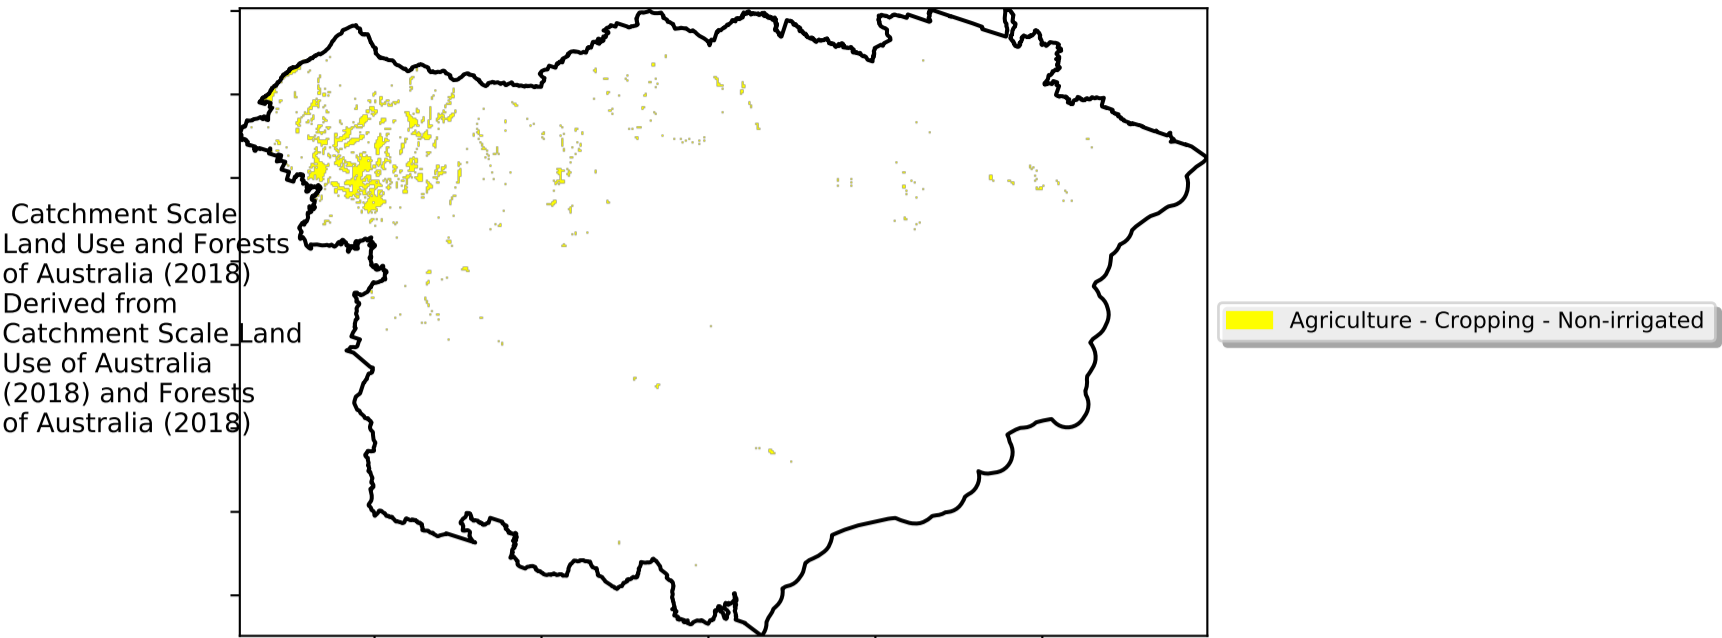 Catchment Scale
Land Use and Forests
of Australia (2018)
Derived from
Catchment Scale Land
Use of Australia
(2018) and Forests
of Australia (2018)
Agriculture - Cropping - Non-irrigated